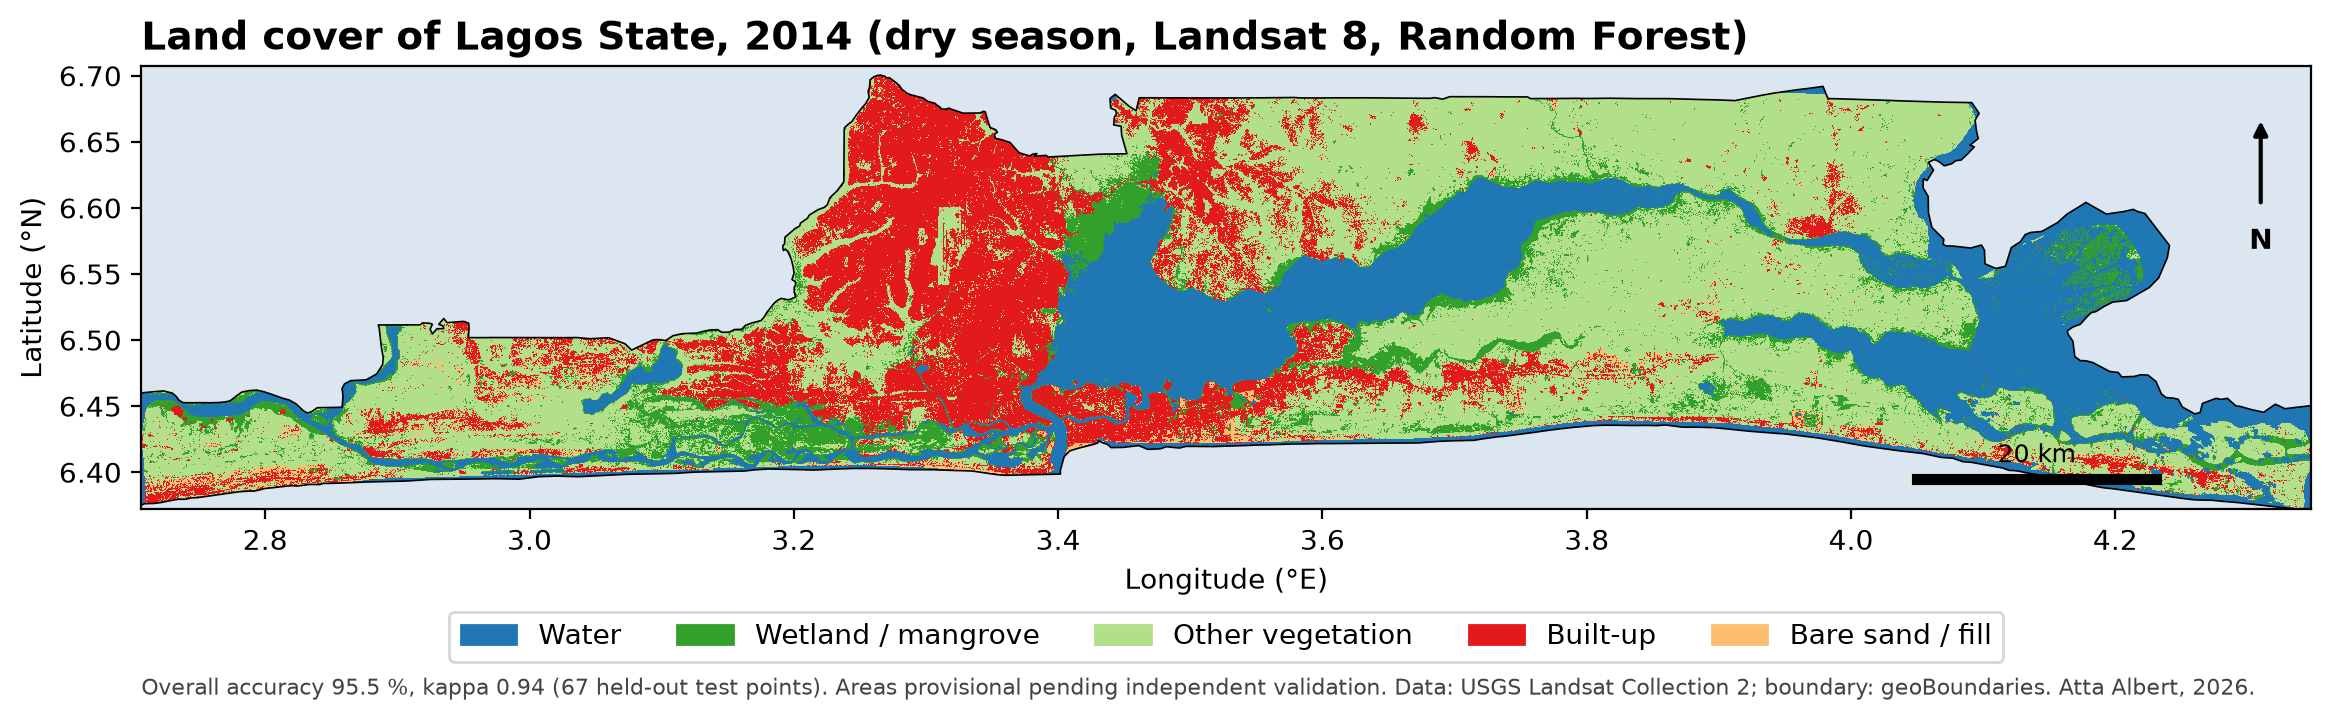 Land cover of Lagos State, 2014 (dry season, Landsat 8, Random Forest)
6.70
6.65
6.60
6.55
6.50
6.45
6.40
Latitude (°N)
N
20 km
2.8 3.0 3.2 3.4 3.6 3.8 4.0 4.2
Longitude (°E)
Water Wetland / mangrove Other vegetation Built-up Bare sand / fill
Overall accuracy 95.5 %, kappa 0.94 (67 held-out test points). Areas provisional pending independent validation. Data: USGS Landsat Collection 2; boundary: geoBoundaries. Atta Albert, 2026.